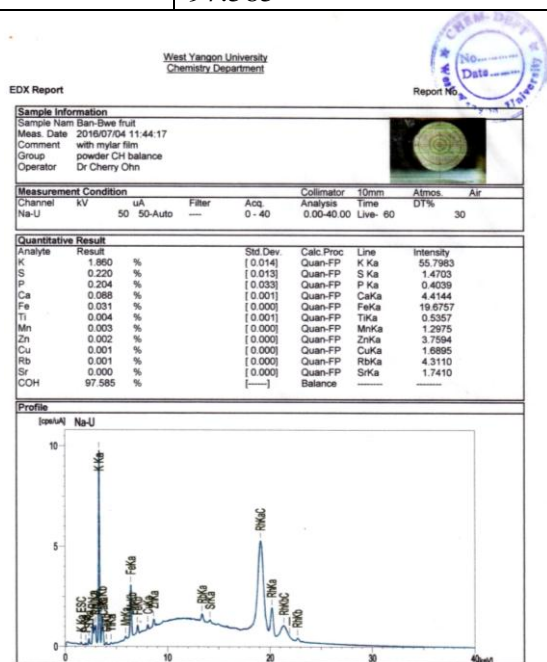 West Yangon University
Chemistry Department
CHEM-DEPT
No............
Date..........
West Yangon University
EDX Report
Report No.
Sample Information
Sample Nam Ban-Bwe fruit
Meas. Date 2016/07/04 11:44:17
Comment with mylar film
Group powder CH balance
Operator Dr Cherry Ohn
Measurement Condition Collimator 10mm Atmos. Air
Channel kV uA Filter Acq. Analysis Time DT%
Na-U 50 50-Auto ---- 0 - 40 0.00-40.00 Live- 60 30
Quantitative Result
Analyte Result Std.Dev. Calc.Proc Line Intensity
K 1.860 % [ 0.014] Quan-FP K Ka 55.7983
S 0.220 % [ 0.013] Quan-FP S Ka 1.4703
P 0.204 % [ 0.033] Quan-FP P Ka 0.4039
Ca 0.088 % [ 0.001] Quan-FP CaKa 4.4144
Fe 0.031 % [ 0.000] Quan-FP FeKa 19.6757
Ti 0.004 % [ 0.001] Quan-FP TiKa 0.5357
Mn 0.003 % [ 0.000] Quan-FP MnKa 1.2975
Zn 0.002 % [ 0.000] Quan-FP ZnKa 3.7594
Cu 0.001 % [ 0.000] Quan-FP CuKa 1.6895
Rb 0.001 % [ 0.000] Quan-FP RbKa 4.3110
Sr 0.000 % [ 0.000] Quan-FP SrKa 1.7410
COH 97.585 % [------] Balance -------- --------
Profile
[cps/uA] Na-U
10
5
0
K Ka
FeKa
CuKa
ZnKa
RbKa
SrKa
RhKaC
RhKa
RhKbC
RhKb
0 10 20 30 40